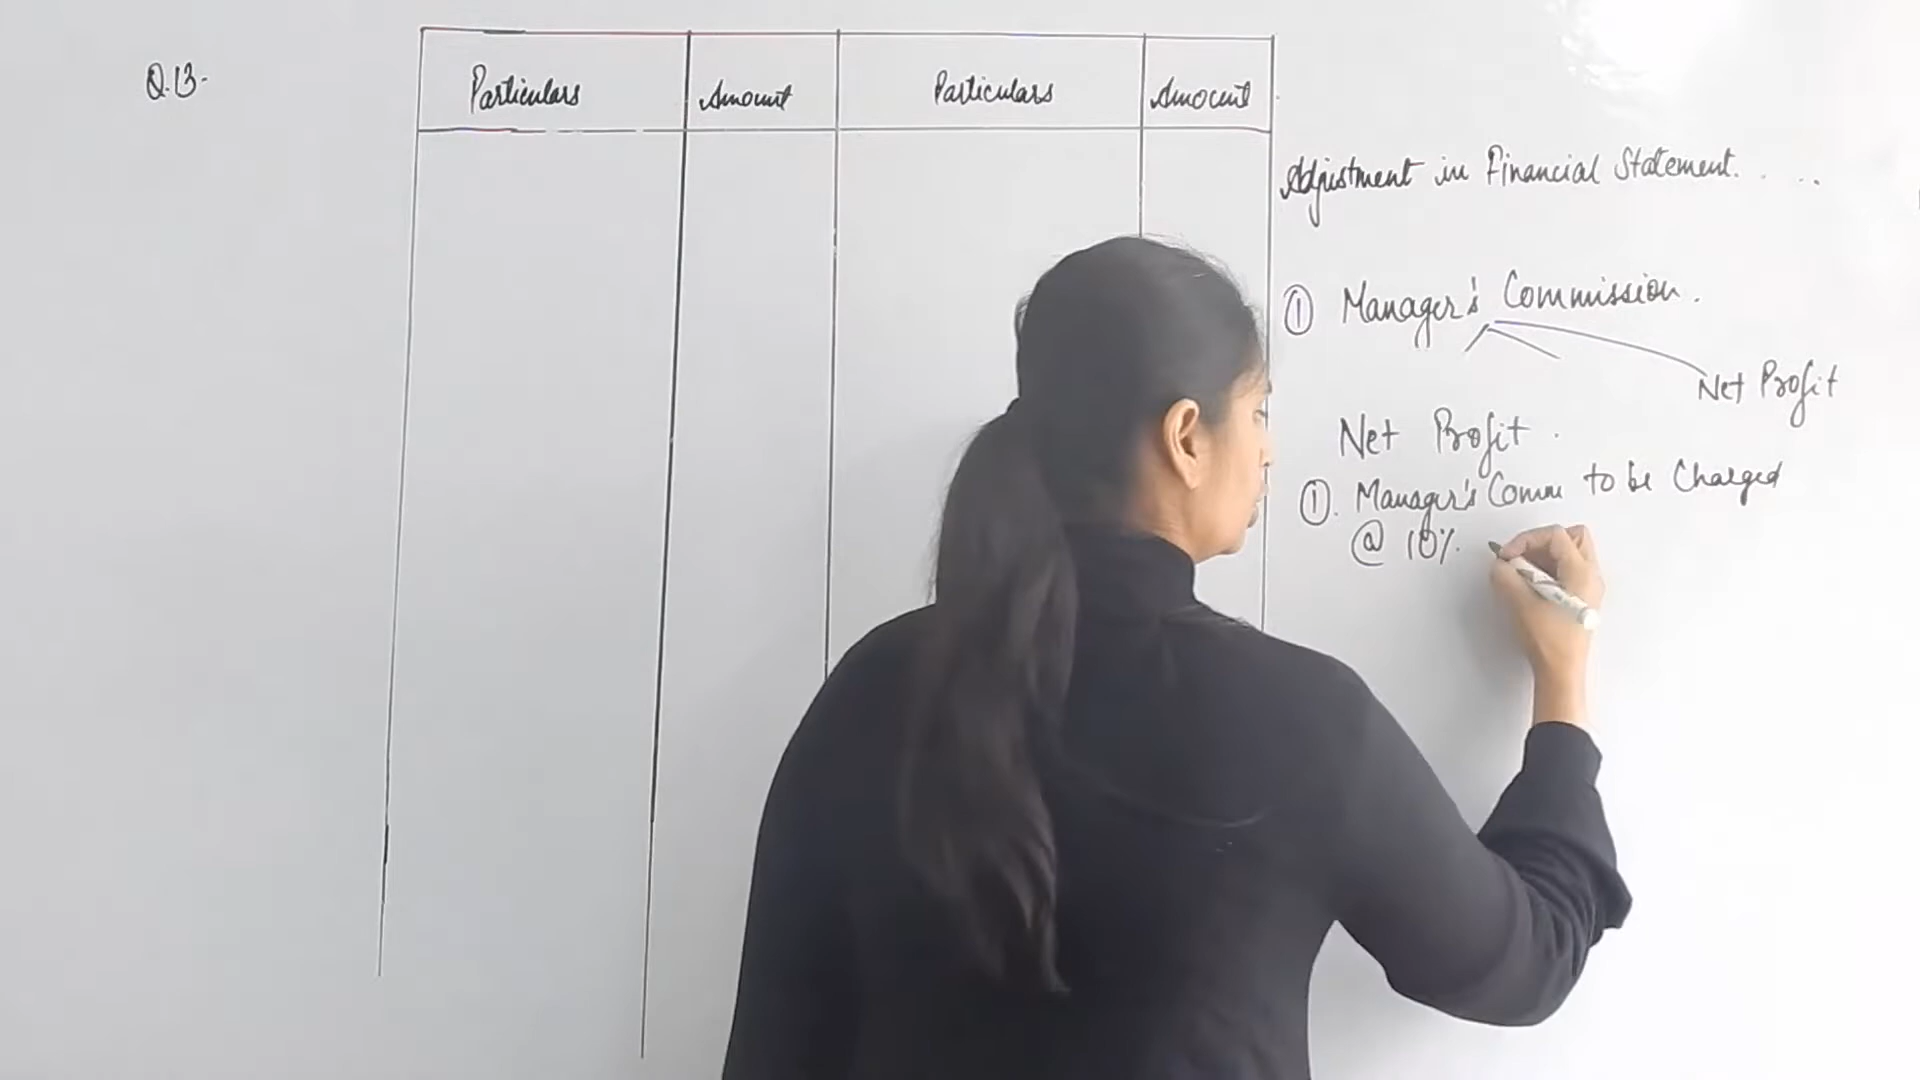 Q.13.
Particulars Amount Particulars Amount
Adjustment in Financial Statement. . ..
① Manager's Commission.
Net Profit
Net Profit.
①. Manager's Comm to be Charged
@ 10%.